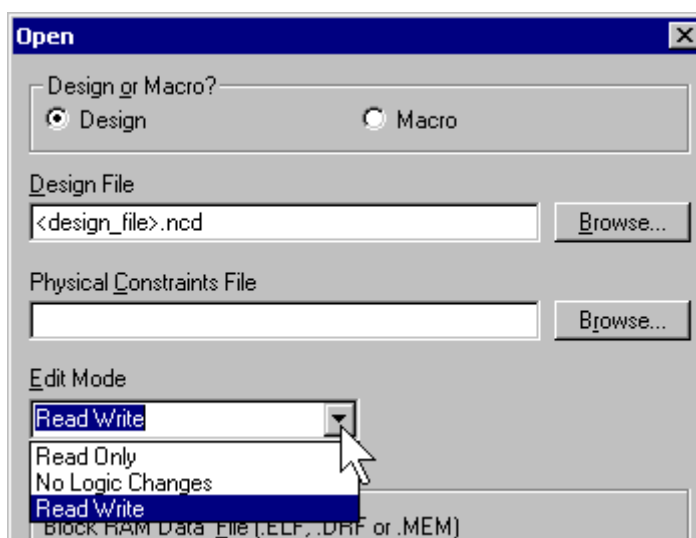 Open
Design or Macro?
Design
Macro
Design File
<design_file>.ncd
Browse...
Physical Constraints File
Browse...
Edit Mode
Read Write
Read Only
No Logic Changes
Read Write
Block RAM Data File (.ELF, .DRF or .MEM)